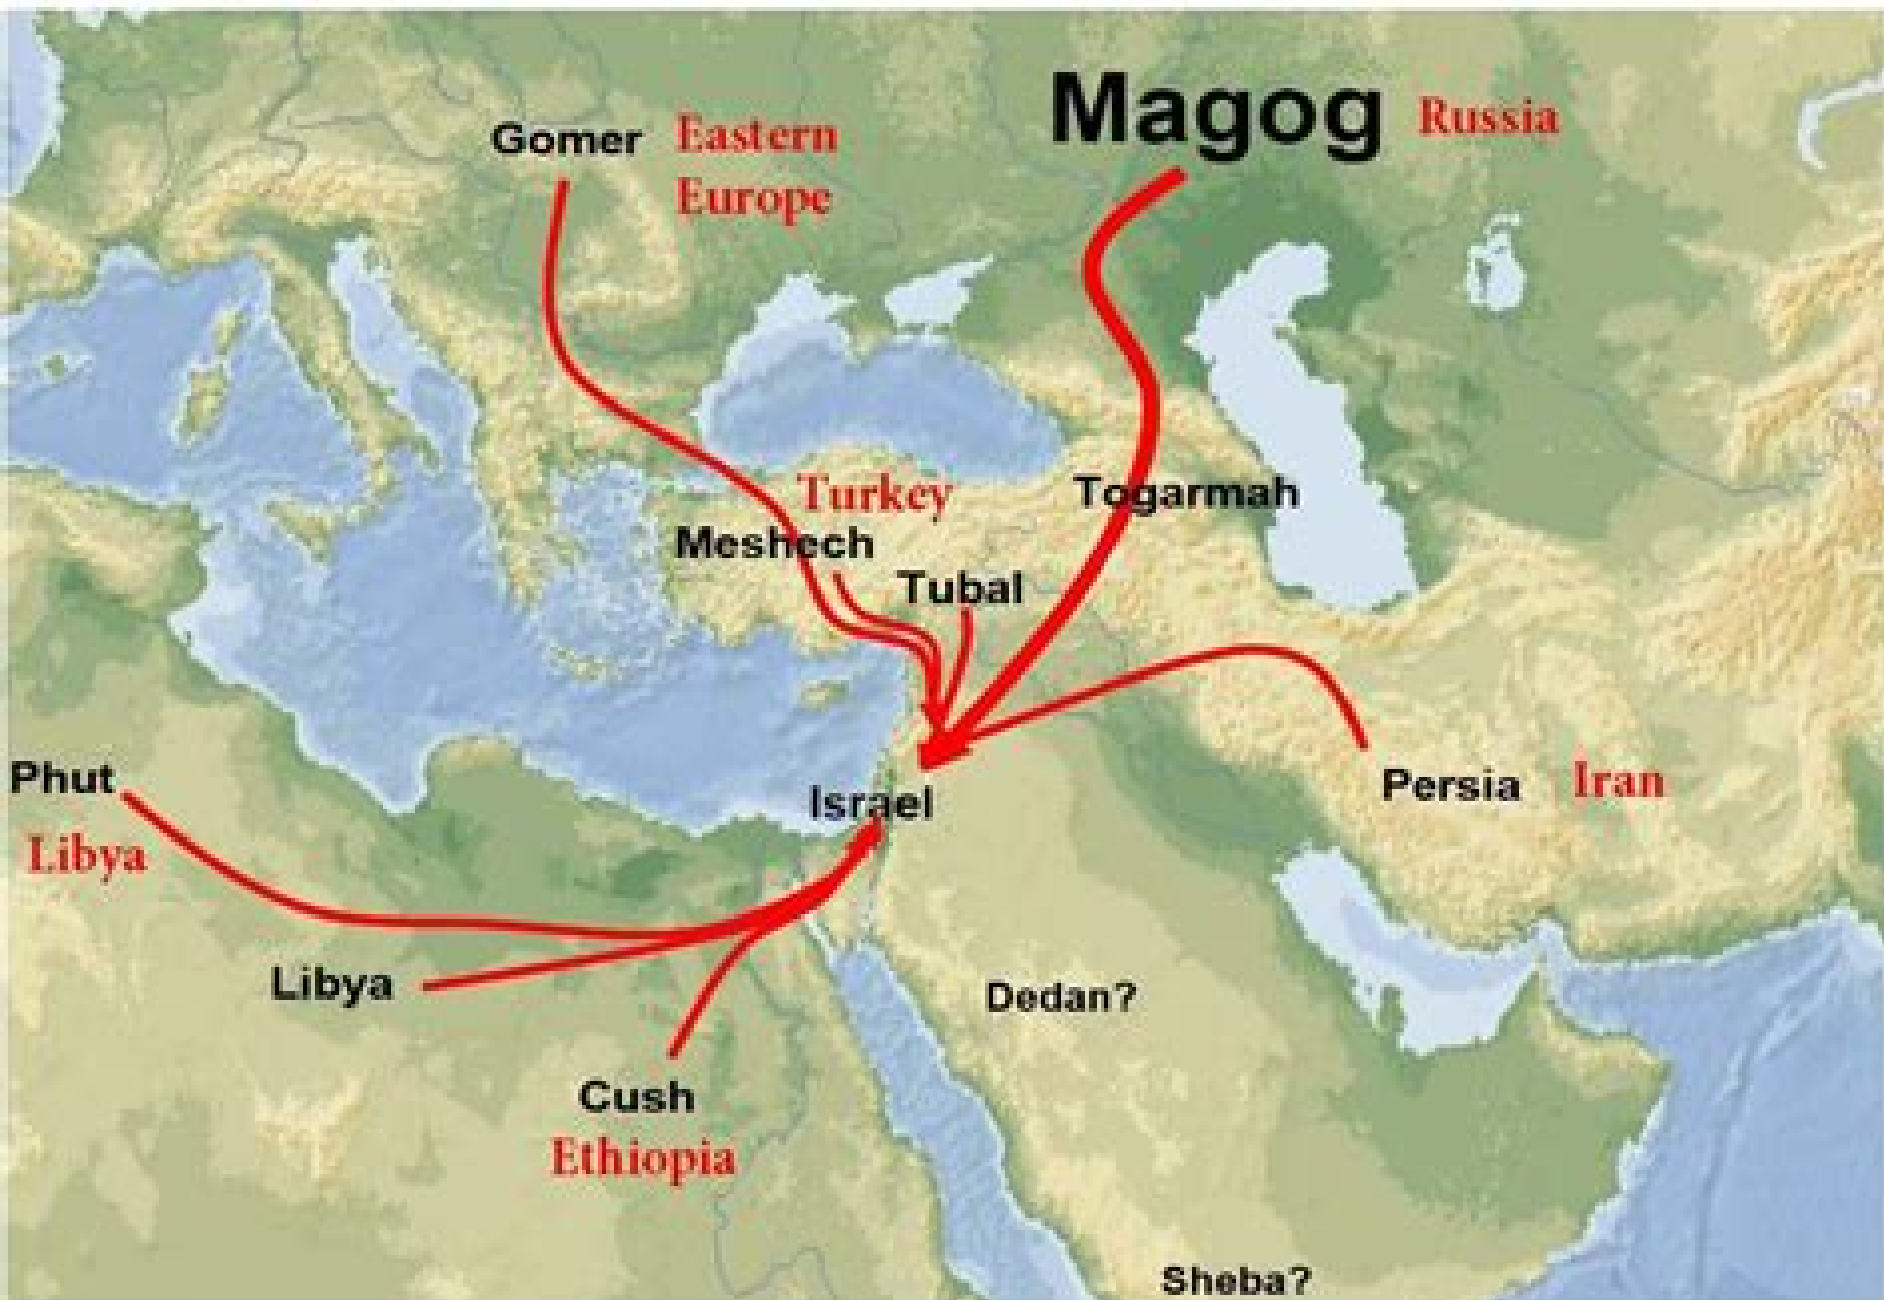 Magog Russia
Gomer Eastern
Europe
Turkey
Togarmah
Meshech
Tubal
Phut
Persia Iran
Israel
Libya
Libya
Dedan?
Cush
Ethiopia
Sheba?